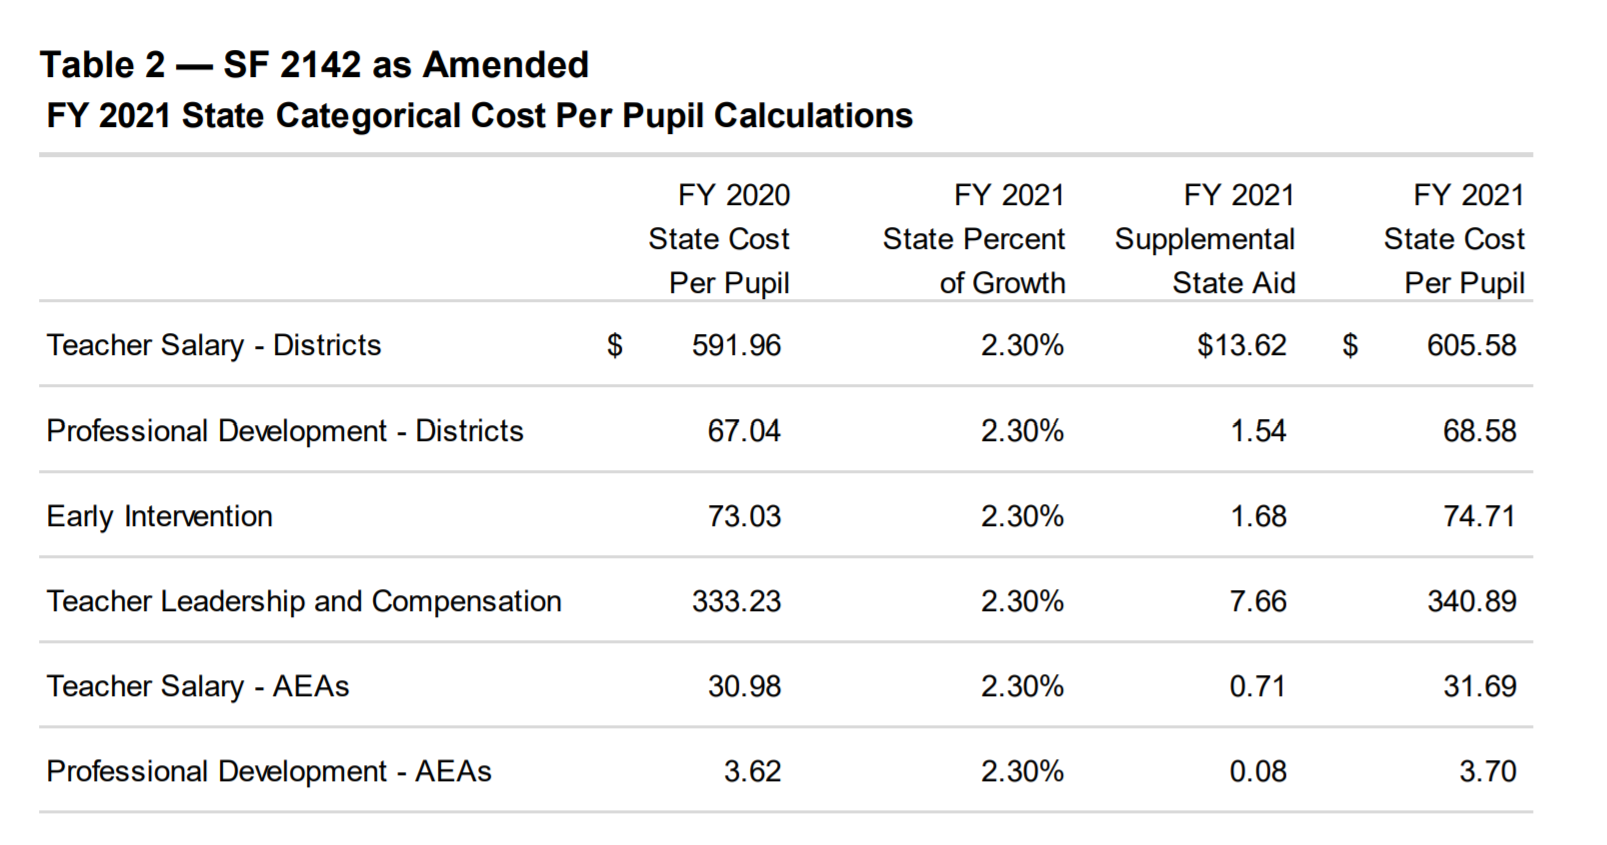 Table 2 — SF 2142 as Amended
FY 2021 State Categorical Cost Per Pupil Calculations
FY 2020 FY 2021 FY 2021 FY 2021
State Cost State Percent Supplemental State Cost
Per Pupil of Growth State Aid Per Pupil
Teacher Salary - Districts $ 591.96 2.30% $13.62 $ 605.58
Professional Development - Districts 67.04 2.30% 1.54 68.58
Early Intervention 73.03 2.30% 1.68 74.71
Teacher Leadership and Compensation 333.23 2.30% 7.66 340.89
Teacher Salary - AEAs 30.98 2.30% 0.71 31.69
Professional Development - AEAs 3.62 2.30% 0.08 3.70